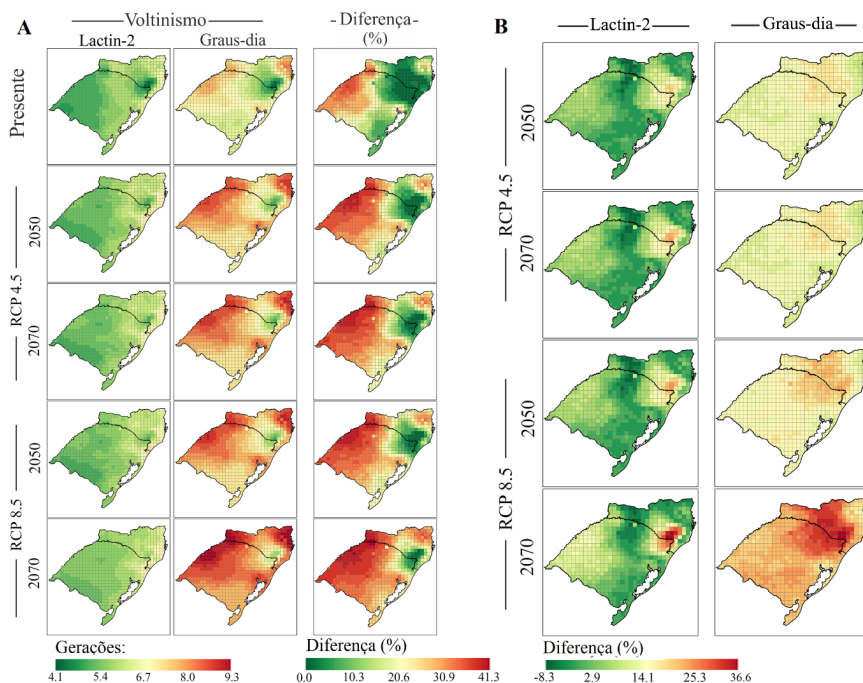 A
Voltinismo
Lactin-2
Graus-dia
- Diferença -
(%)
Presente
RCP 4.5
2050
2070
RCP 8.5
2050
2070
Gerações:
4.1 5.4 6.7 8.0 9.3
Diferença (%)
0.0 10.3 20.6 30.9 41.3
B
Lactin-2
Graus-dia
RCP 4.5
2050
2070
RCP 8.5
2050
2070
Diferença (%)
-8.3 2.9 14.1 25.3 36.6